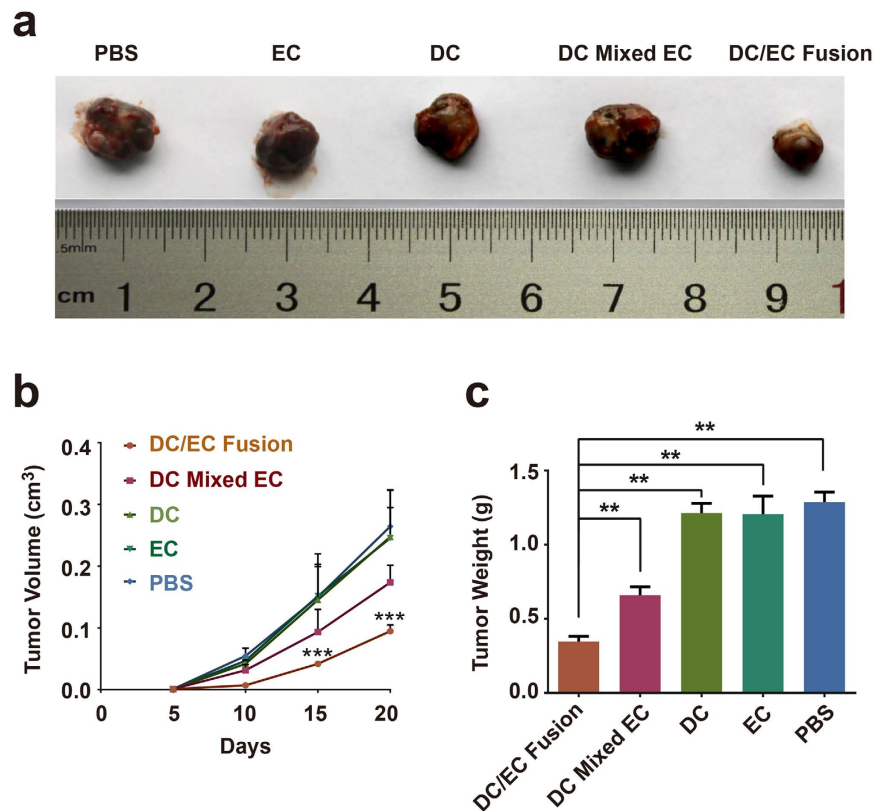 a
PBS EC DC DC Mixed EC DC/EC Fusion
.5mm
cm 1 2 3 4 5 6 7 8 9 1
b
DC/EC Fusion
DC Mixed EC
DC
EC
PBS
Tumor Volume (cm³)
0.4
0.3
0.2
0.1
0.0
*** ***
0 5 10 15 20
Days
c
**
**
**
**
Tumor Weight (g)
1.5
1.0
0.5
0.0
DC/EC Fusion DC Mixed EC DC EC PBS